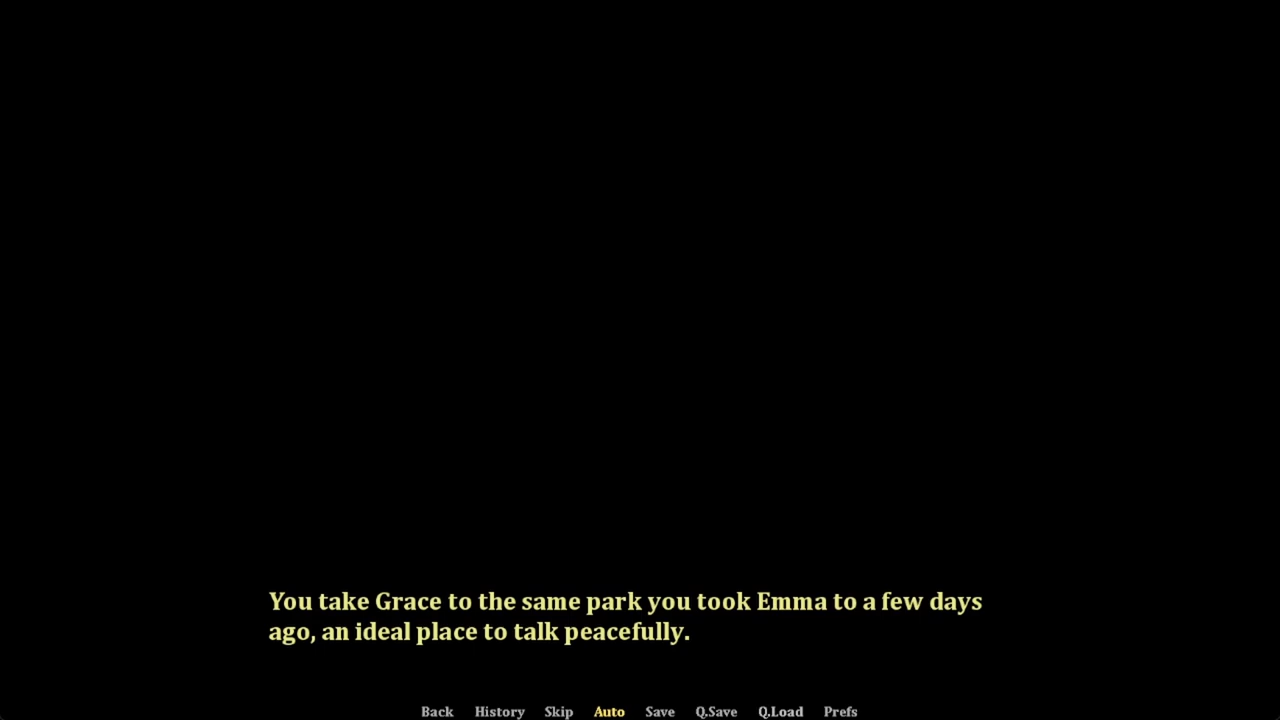 You take Grace to the same park you took Emma to a few days
ago, an ideal place to talk peacefully.
Back History Skip Auto Save Q.Save Q.Load Prefs